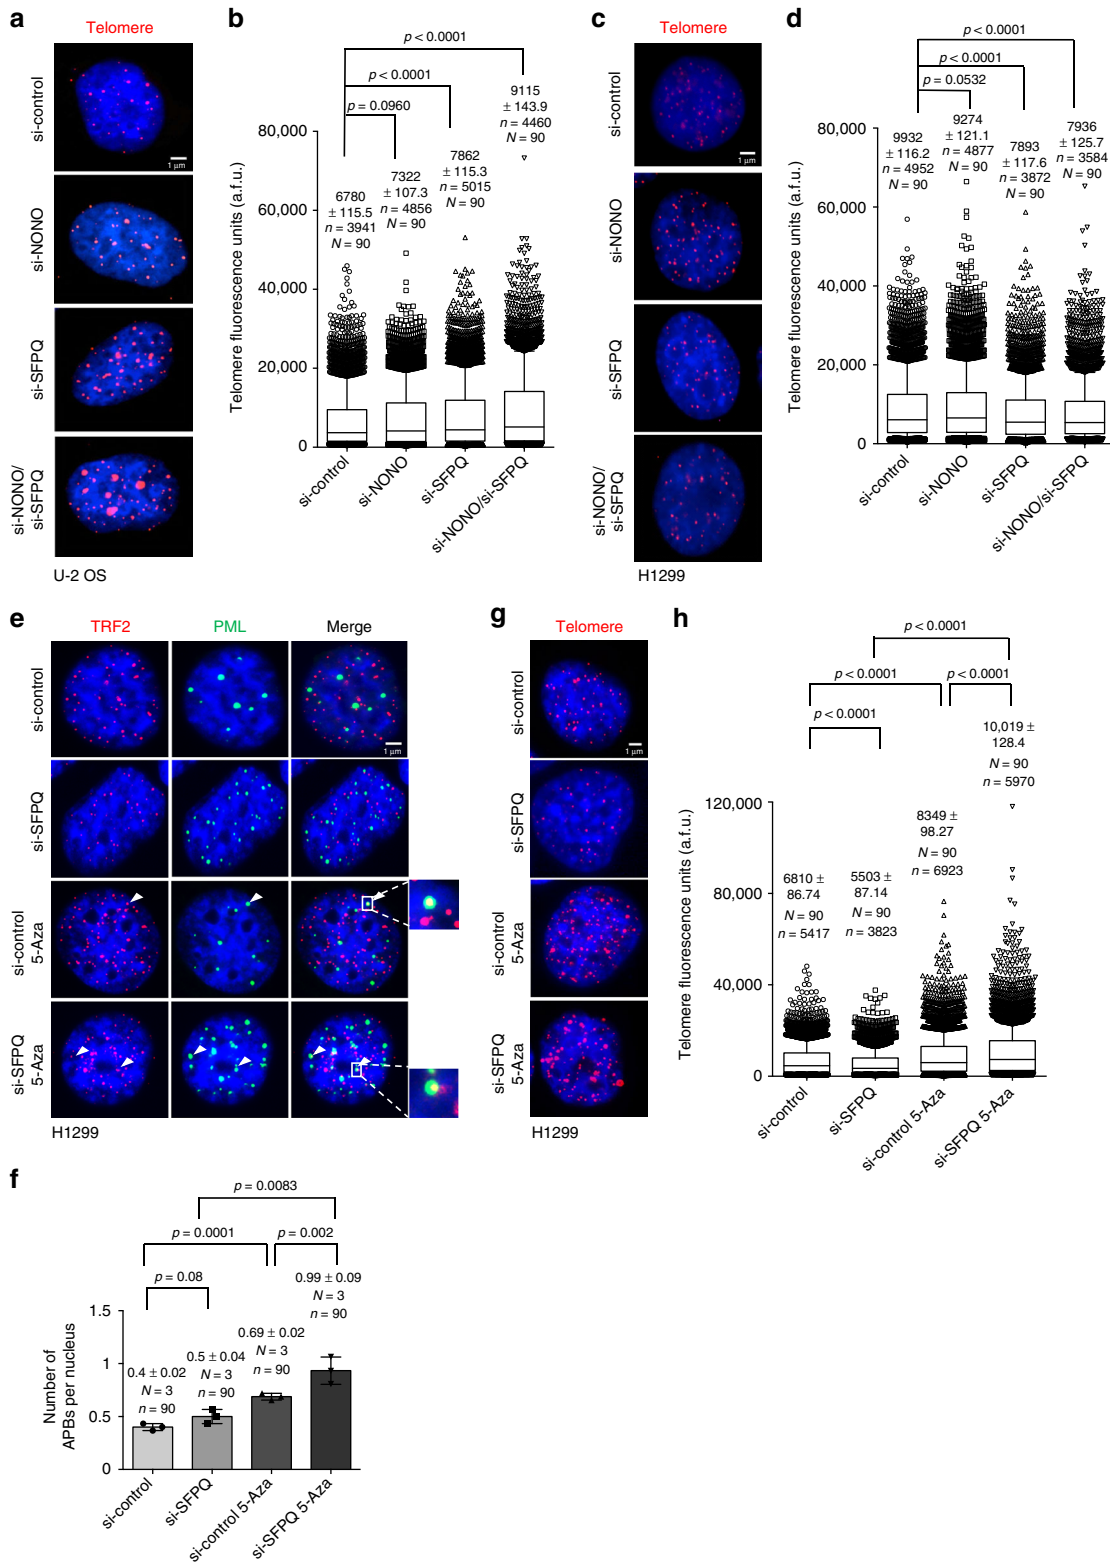 a
Telomere
si-control
1 µm
si-NONO
si-SFPQ
si-NONO/
si-SFPQ
U-2 OS
b
p < 0.0001
p < 0.0001
p = 0.0960
Telomere fluorescence units (a.f.u.)
80,000
60,000
40,000
20,000
0
6780
± 115.5
n = 3941
N = 90
7322
± 107.3
n = 4856
N = 90
7862
± 115.3
n = 5015
N = 90
9115
± 143.9
n = 4460
N = 90
si-control
si-NONO
si-SFPQ
si-NONO/si-SFPQ
c
Telomere
si-control
1 µm
si-NONO
si-SFPQ
si-NONO/
si-SFPQ
H1299
d
p < 0.0001
p < 0.0001
p = 0.0532
Telomere fluorescence units (a.f.u.)
80,000
60,000
40,000
20,000
0
9932
± 116.2
n = 4952
N = 90
9274
± 121.1
n = 4877
N = 90
7893
± 117.6
n = 3872
N = 90
7936
± 125.7
n = 3584
N = 90
si-control
si-NONO
si-SFPQ
si-NONO/si-SFPQ
e
TRF2
PML
Merge
si-control
1 µm
si-SFPQ
si-control
5-Aza
si-SFPQ
5-Aza
H1299
g
Telomere
si-control
1 µm
si-SFPQ
si-control
5-Aza
si-SFPQ
5-Aza
H1299
h
p < 0.0001
p < 0.0001
p < 0.0001
p < 0.0001
Telomere fluorescence units (a.f.u.)
120,000
80,000
40,000
0
6810 ±
86.74
N = 90
n = 5417
5503 ±
87.14
N = 90
n = 3823
8349 ±
98.27
N = 90
n = 6923
10,019 ±
128.4
N = 90
n = 5970
si-control
si-SFPQ
si-control 5-Aza
si-SFPQ 5-Aza
f
p = 0.0083
p = 0.0001
p = 0.002
p = 0.08
Number of
APBs per nucleus
1.5
1
0.5
0
0.4 ± 0.02
N = 3
n = 90
0.5 ± 0.04
N = 3
n = 90
0.69 ± 0.02
N = 3
n = 90
0.99 ± 0.09
N = 3
n = 90
si-control
si-SFPQ
si-control 5-Aza
si-SFPQ 5-Aza